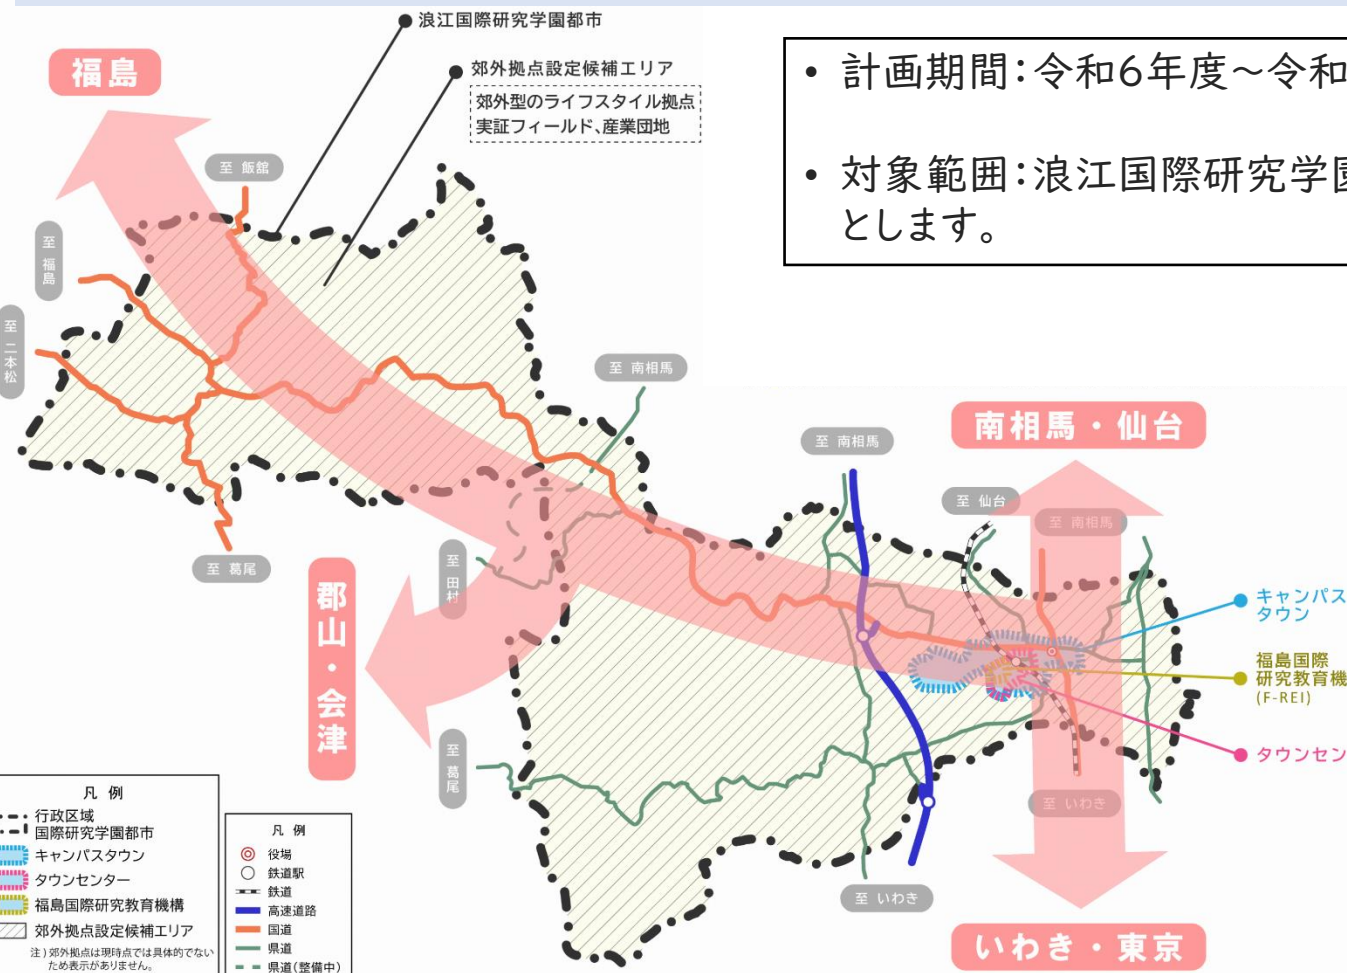 浪江国際研究学園都市
福島
郊外拠点設定候補エリア
郊外型のライフスタイル拠点
実証フィールド、産業団地
• 計画期間：令和6年度～令和
• 対象範囲：浪江国際研究学園
とします。
至 飯舘
至 福島
至 二本松
至 南相馬
至 葛尾
至 南相馬
南相馬・仙台
至 仙台
至 南相馬
至 田村
郡山・会津
キャンパス
タウン
福島国際
研究教育機
(F-REI)
タウンセン
至 葛尾
至 いわき
至 いわき
いわき・東京
凡 例
行政区域
国際研究学園都市
キャンパスタウン
タウンセンター
福島国際研究教育機構
郊外拠点設定候補エリア
注）郊外拠点は現時点では具体的でない
ため表示がありません。
凡 例
役場
鉄道駅
鉄道
高速道路
国道
県道
県道(整備中)